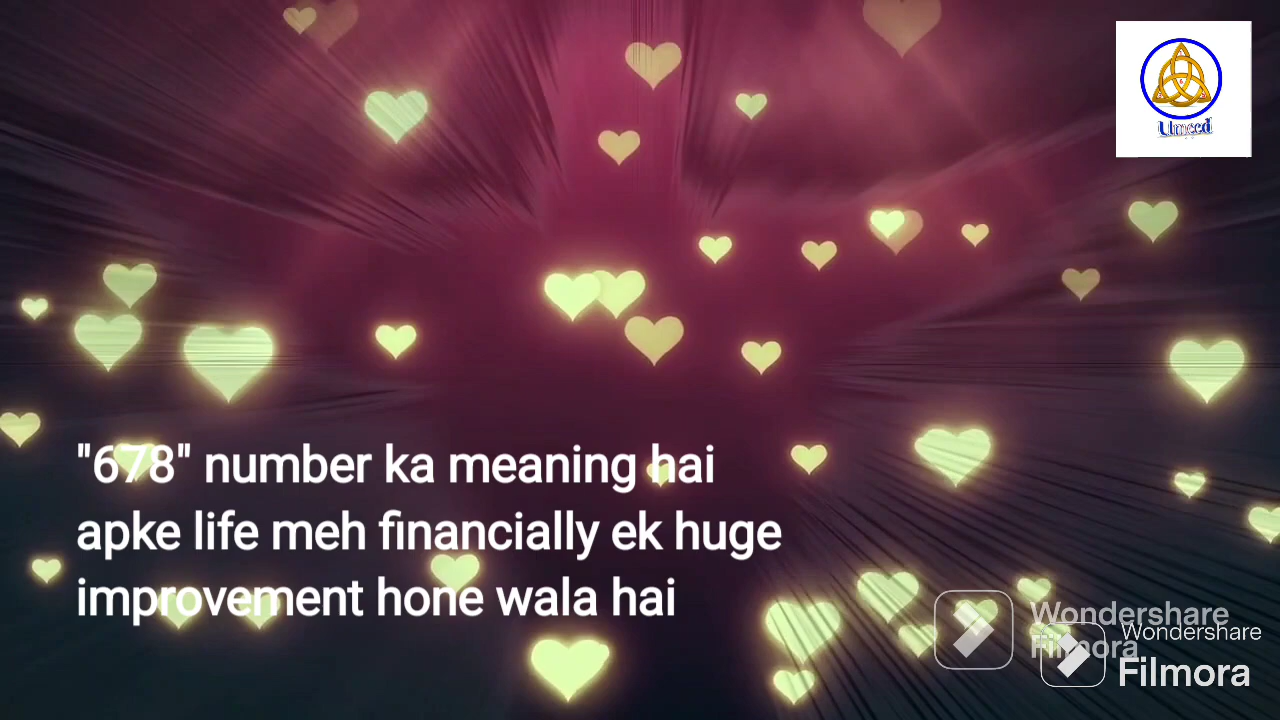 Umeed
"678" number ka meaning hai
apke life meh financially ek huge
improvement hone wala hai
Wondershare
Filmora
Wondershare
Filmora